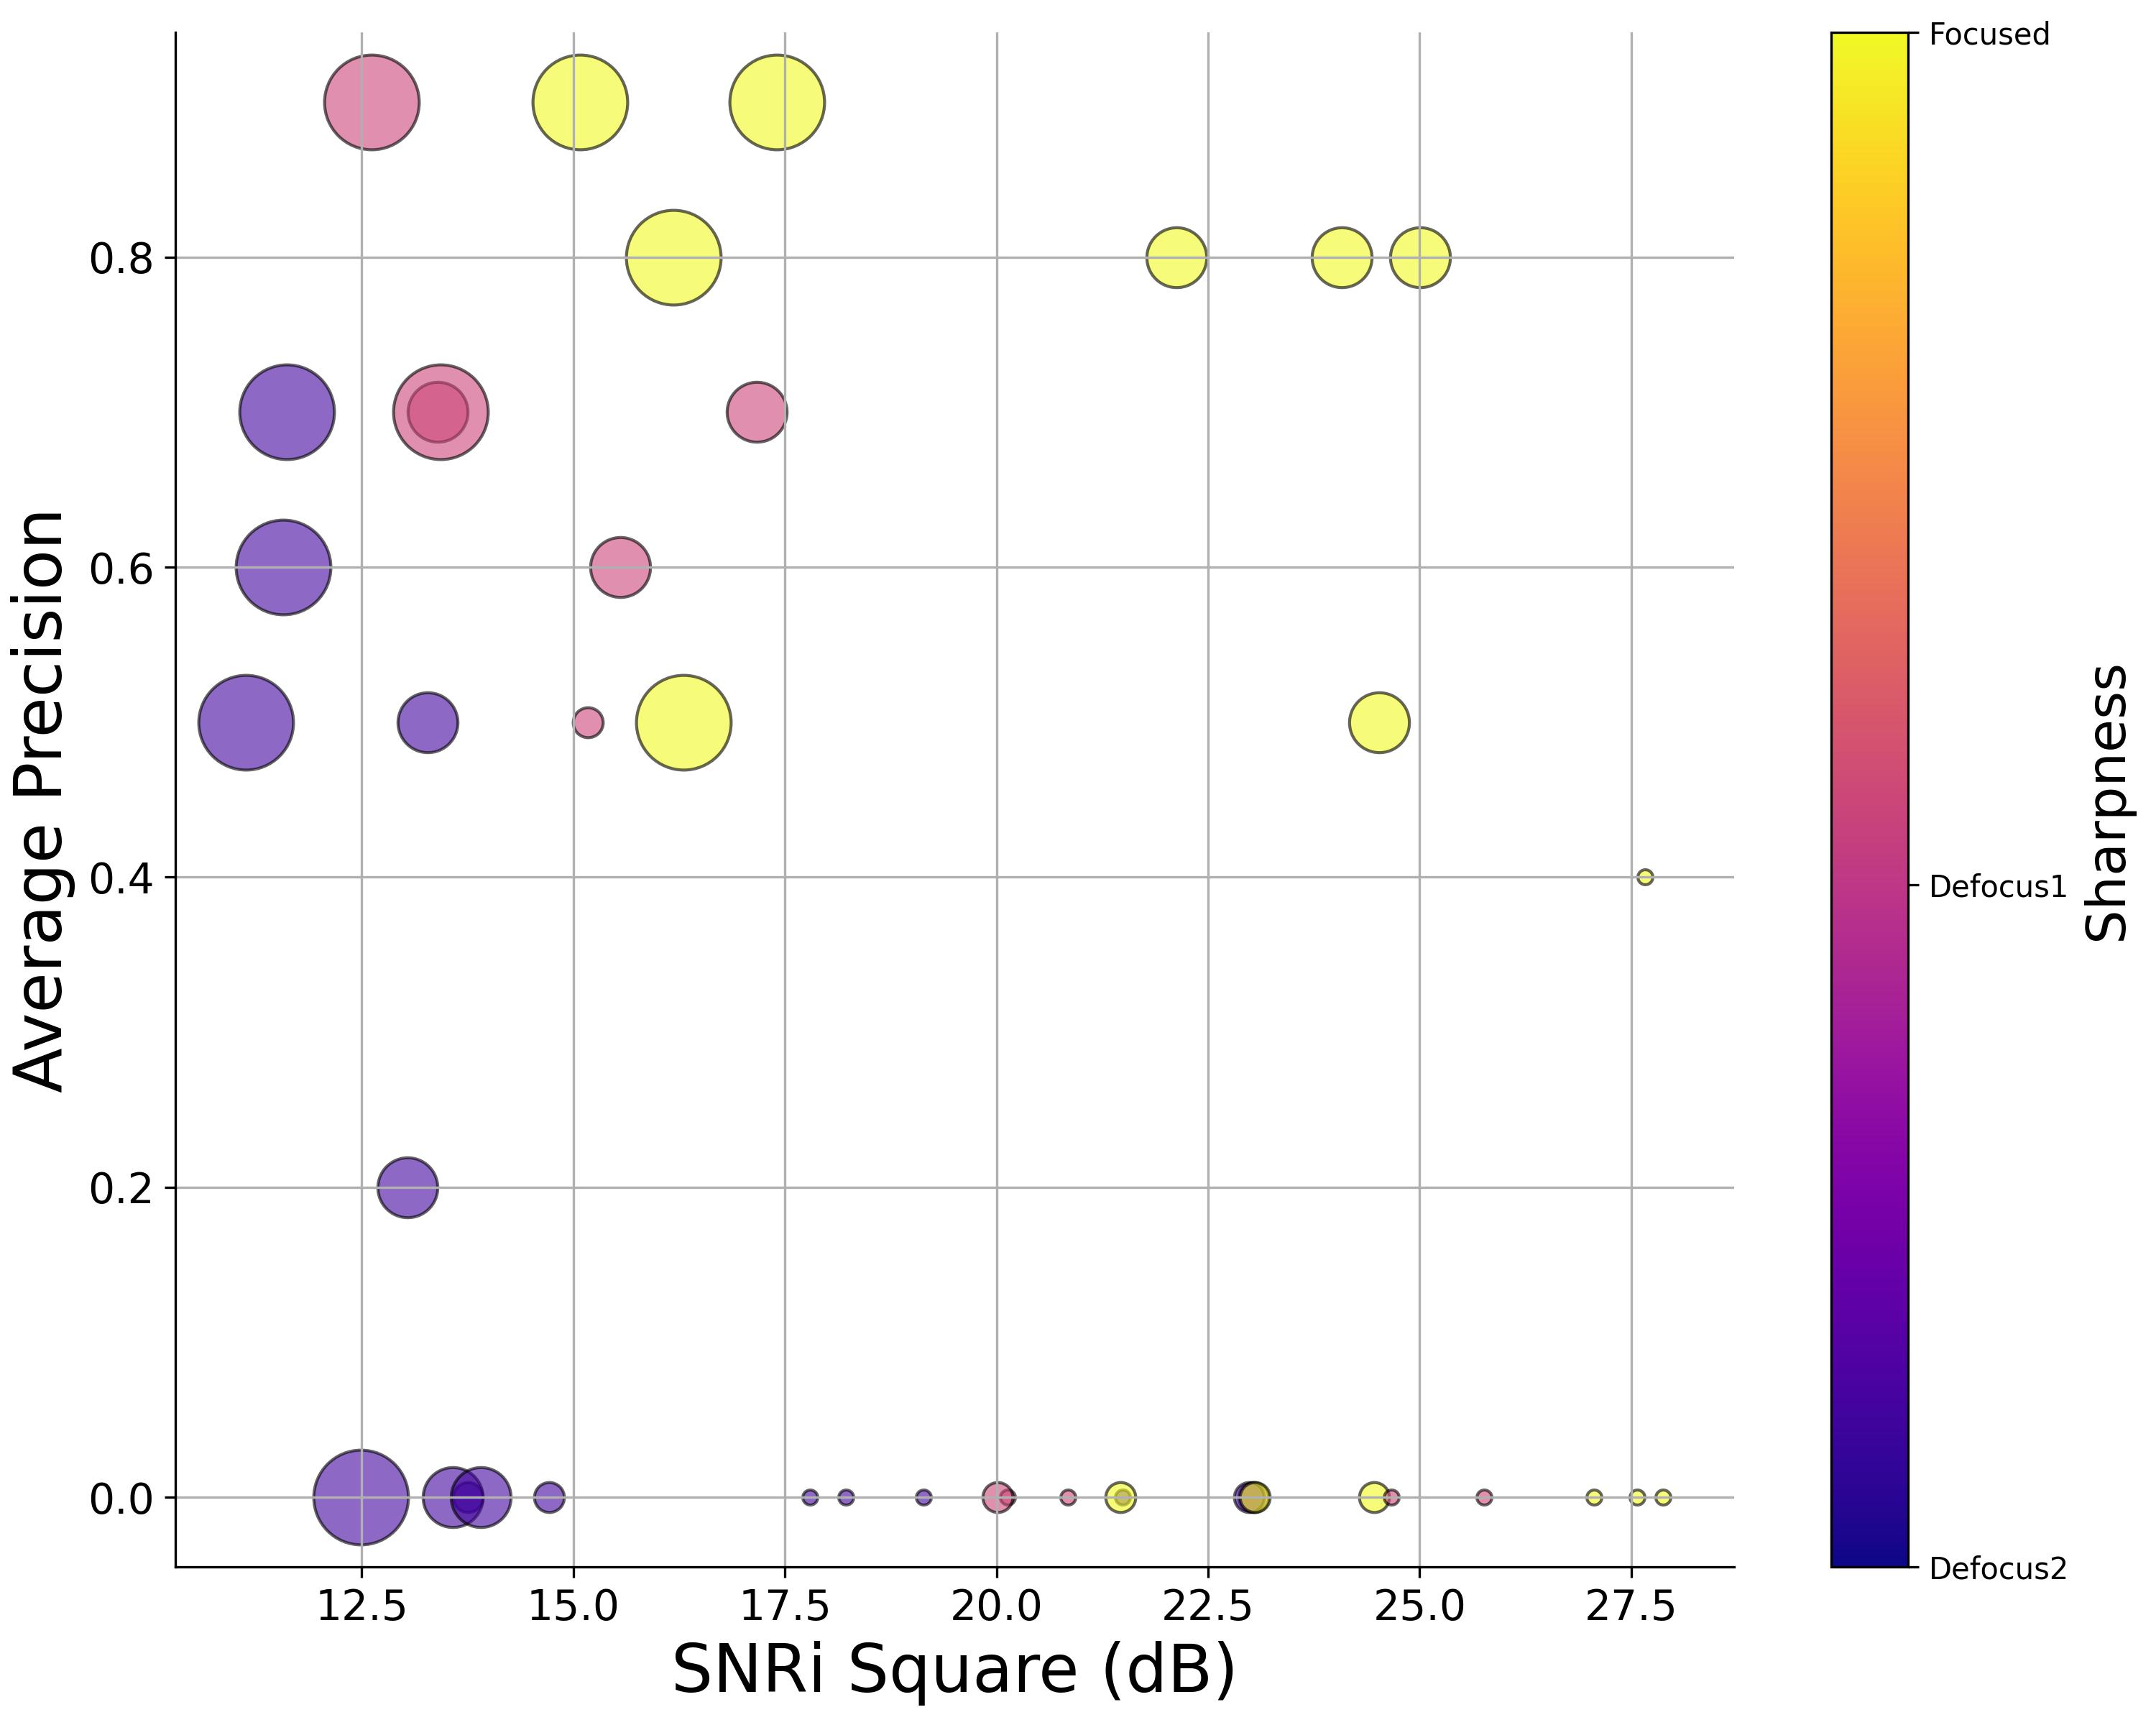 Average Precision
0.8
0.6
0.4
0.2
0.0
12.5 15.0 17.5 20.0 22.5 25.0 27.5
SNRi Square (dB)
Focused
Defocus1
Defocus2
Sharpness